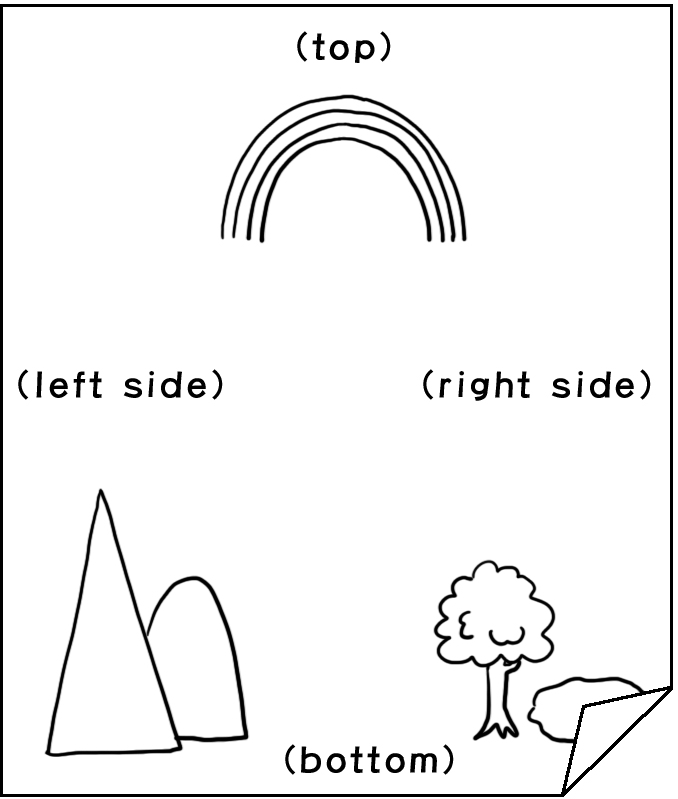 (top)
(left side)
(right side)
(bottom)